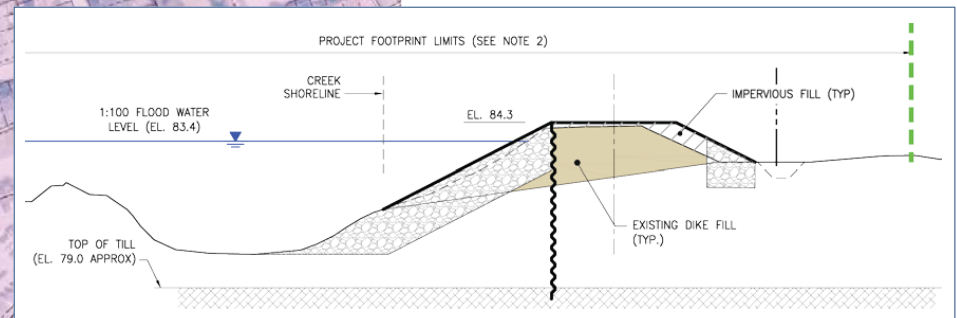 PROJECT FOOTPRINT LIMITS (SEE NOTE 2)
CREEK
SHORELINE
1:100 FLOOD WATER
LEVEL (EL. 83.4)
EL. 84.3
IMPERVIOUS FILL (TYP)
EXISTING DIKE FILL
(TYP.)
TOP OF TILL
(EL. 79.0 APPROX)